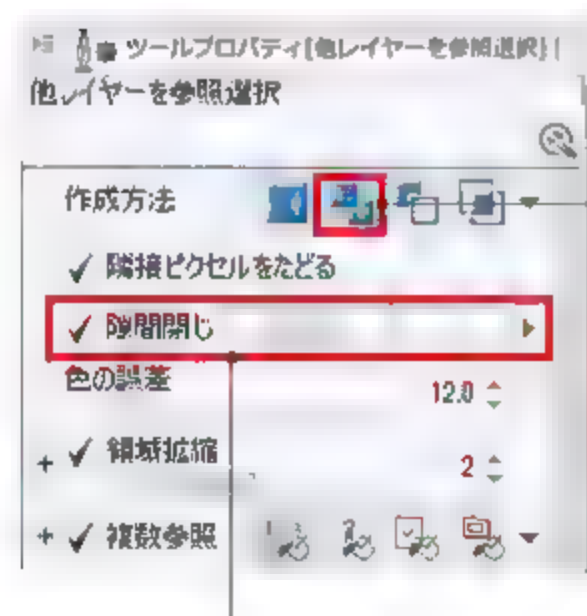 ツールプロパティ[他レイヤーを参照選択]
他レイヤーを参照選択
作成方法
隣接ピクセルをたどる
隙間閉じ
色の誤差 12.0
領域拡縮 2
複数参照